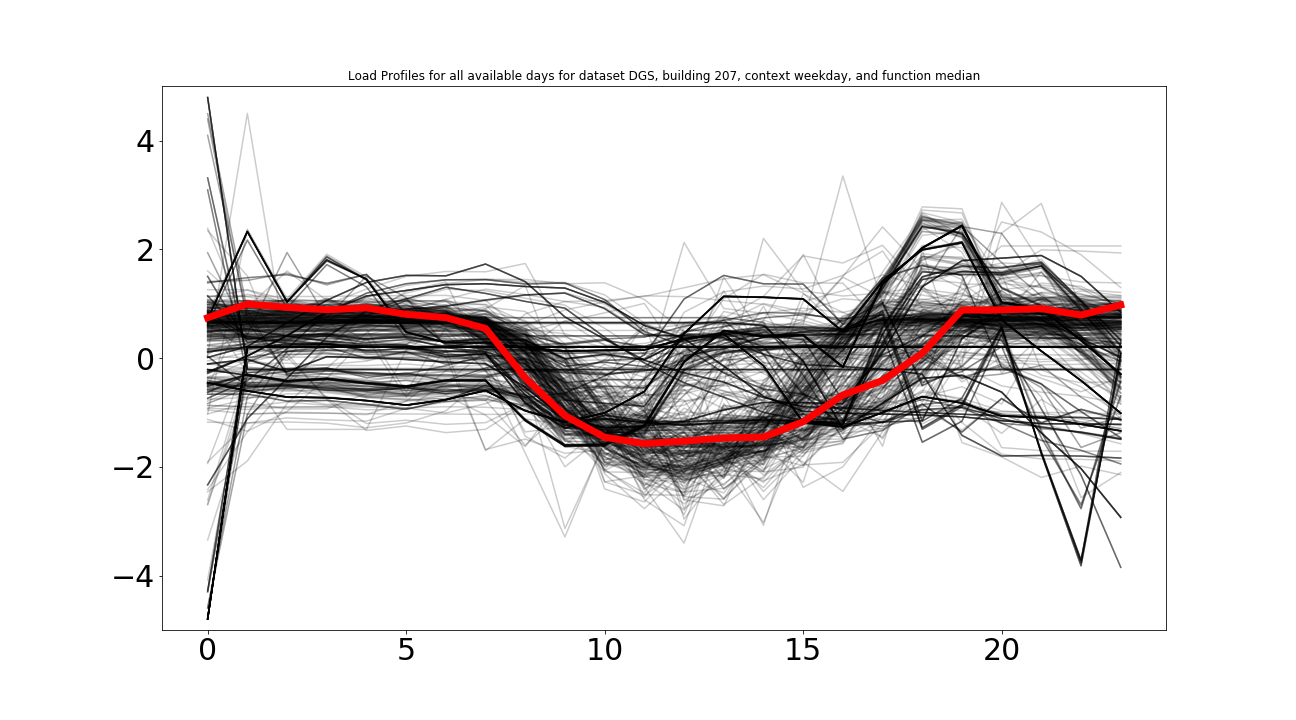 Load Profiles for all available days for dataset DGS, building 207, context weekday, and function median
4
2
0
−2
−4
0 5 10 15 20